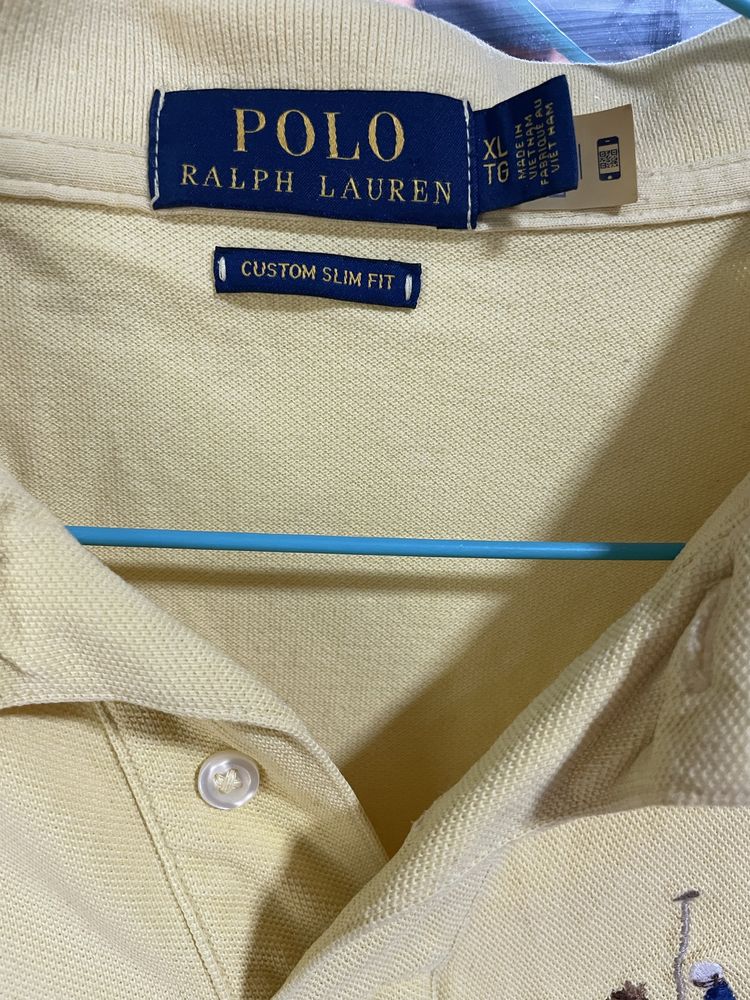 POLO
RALPH LAUREN
XL
TG
MADE IN
VIETNAM
FABRIQUÉ AU
VIET NAM
CUSTOM SLIM FIT